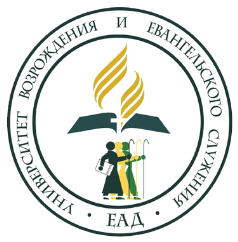 УНИВЕРСИТЕТ ВОЗРОЖДЕНИЯ И ЕВАНГЕЛЬСКОГО СЛУЖЕНИЯ
· ЕАД ·